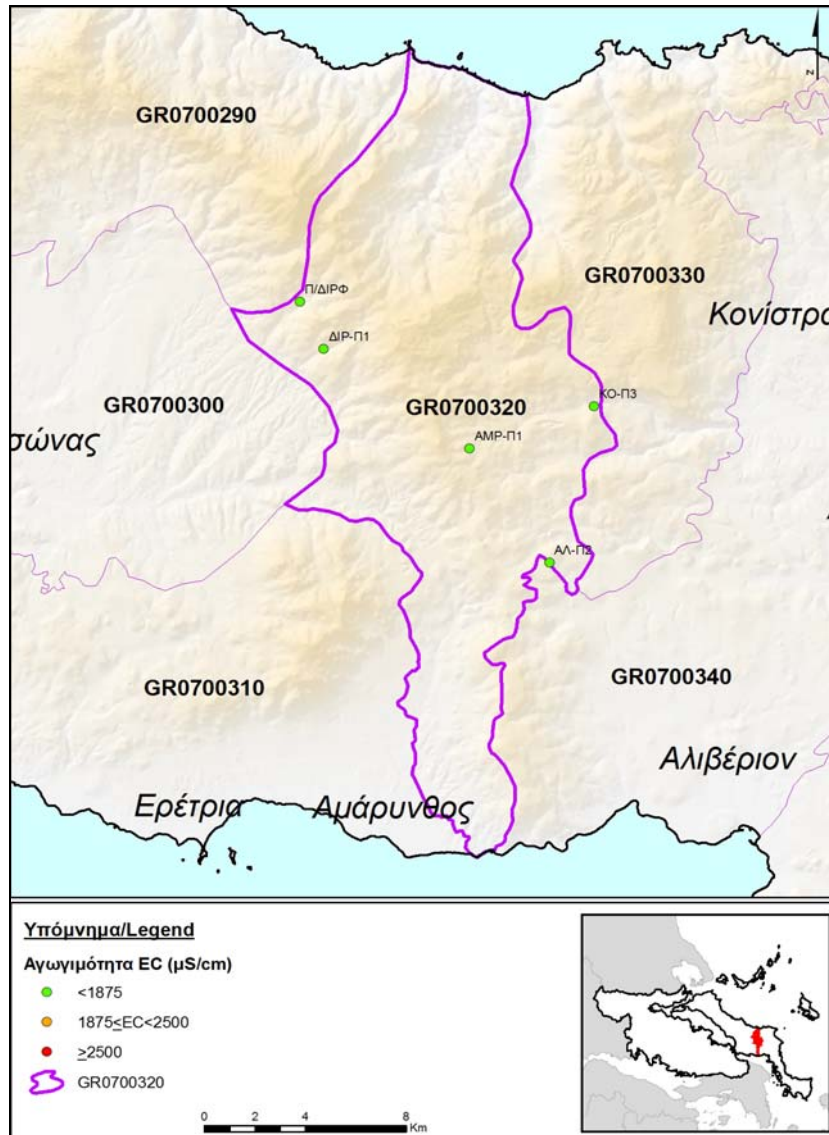 GR0700290
GR0700330
Π/ΔΙΡΦ
Κονίστρα
ΔΙΡ-Π1
GR0700300
GR0700320
ΚΟ-Π3
σώνας
ΑΜΡ-Π1
ΑΛ-Π2
GR0700310
GR0700340
Αλιβέριον
Ερέτρια
Αμάρυνθος
Υπόμνημα/Legend
Αγωγιμότητα EC (μS/cm)
<1875
1875≤EC<2500
≥2500
GR0700320
0 2 4 8
Km